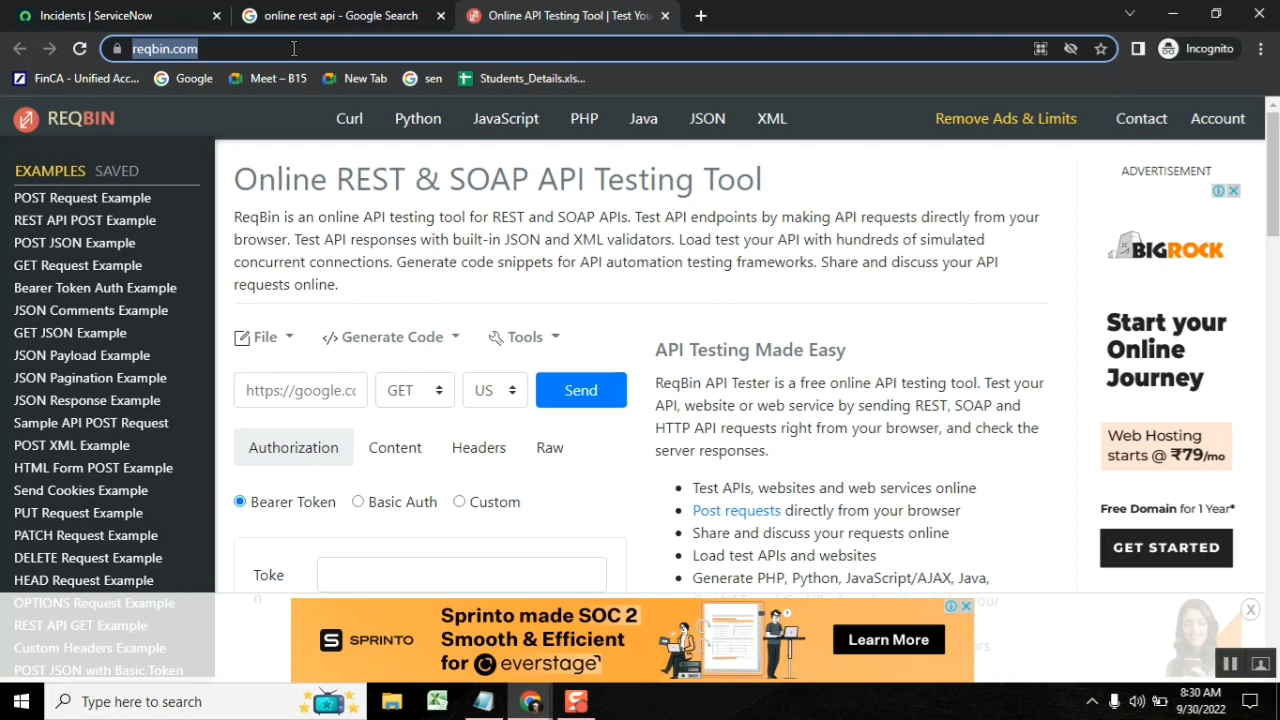 Incidents | ServiceNow
online rest api - Google Search
Online API Testing Tool | Test You
reqbin.com
Incognito
FinCA - Unified Acc...
Google
Meet – B15
New Tab
sen
Students_Details.xls...
REQBIN
Curl
Python
JavaScript
PHP
Java
JSON
XML
Remove Ads & Limits
Contact
Account
EXAMPLES SAVED
POST Request Example
REST API POST Example
POST JSON Example
GET Request Example
Bearer Token Auth Example
JSON Comments Example
GET JSON Example
JSON Payload Example
JSON Pagination Example
JSON Response Example
Sample API POST Request
POST XML Example
HTML Form POST Example
Send Cookies Example
PUT Request Example
PATCH Request Example
DELETE Request Example
HEAD Request Example
OPTIONS Request Example
REST API GET Example
Custom Headers Example
POST JSON with Basic Token
Online REST & SOAP API Testing Tool
ReqBin is an online API testing tool for REST and SOAP APIs. Test API endpoints by making API requests directly from your
browser. Test API responses with built-in JSON and XML validators. Load test your API with hundreds of simulated
concurrent connections. Generate code snippets for API automation testing frameworks. Share and discuss your API
requests online.
File
</> Generate Code
Tools
https://google.cc
GET
US
Send
Authorization
Content
Headers
Raw
Bearer Token
Basic Auth
Custom
Toke
n
API Testing Made Easy
ReqBin API Tester is a free online API testing tool. Test your
API, website or web service by sending REST, SOAP and
HTTP API requests right from your browser, and check the
server responses.
Test APIs, websites and web services online
Post requests directly from your browser
Share and discuss your requests online
Load test APIs and websites
Generate PHP, Python, JavaScript/AJAX, Java,
ADVERTISEMENT
BIGROCK
Start your
Online
Journey
Web Hosting
starts @ ₹79/mo
Free Domain for 1 Year*
GET STARTED
SPRINTO
Sprinto made SOC 2
Smooth & Efficient
for everstage
Learn More
Type here to search
8:30 AM
9/30/2022